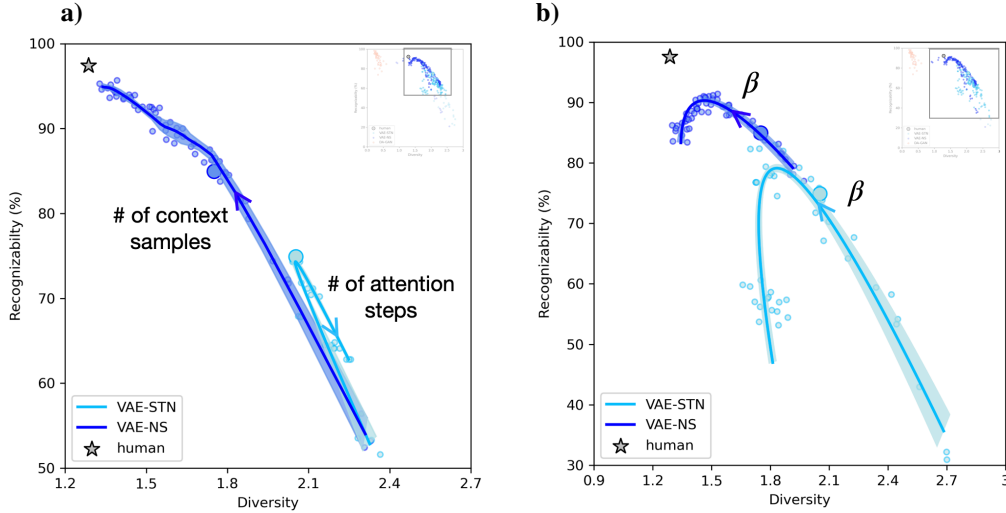 a)
100
90
80
70
60
50
Recognizabilty (%)
1.2 1.5 1.8 2.1 2.4 2.7
Diversity
# of context
samples
# of attention
steps
VAE-STN
VAE-NS
human
b)
100
90
80
70
60
50
40
30
Recognizabilty (%)
0.9 1.2 1.5 1.8 2.1 2.4 2.7 3
Diversity
β
β
VAE-STN
VAE-NS
human